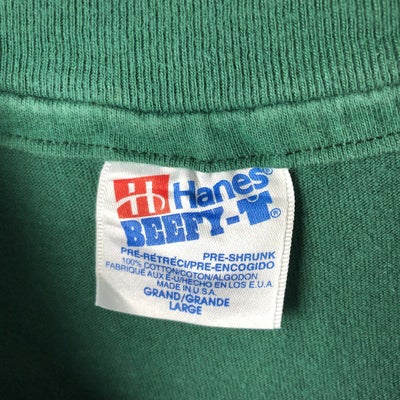 Hanes®
BEEFY-T®
PRE-SHRUNK
PRÉ-RÉTRÉCI/PRE-ENCOGIDO
100% COTTON/COTON/ALGODON
FABRIQUÉ AUX É-U/HECHO EN LOS E.U.A.
MADE IN U.S.A.
GRAND/GRANDE
LARGE